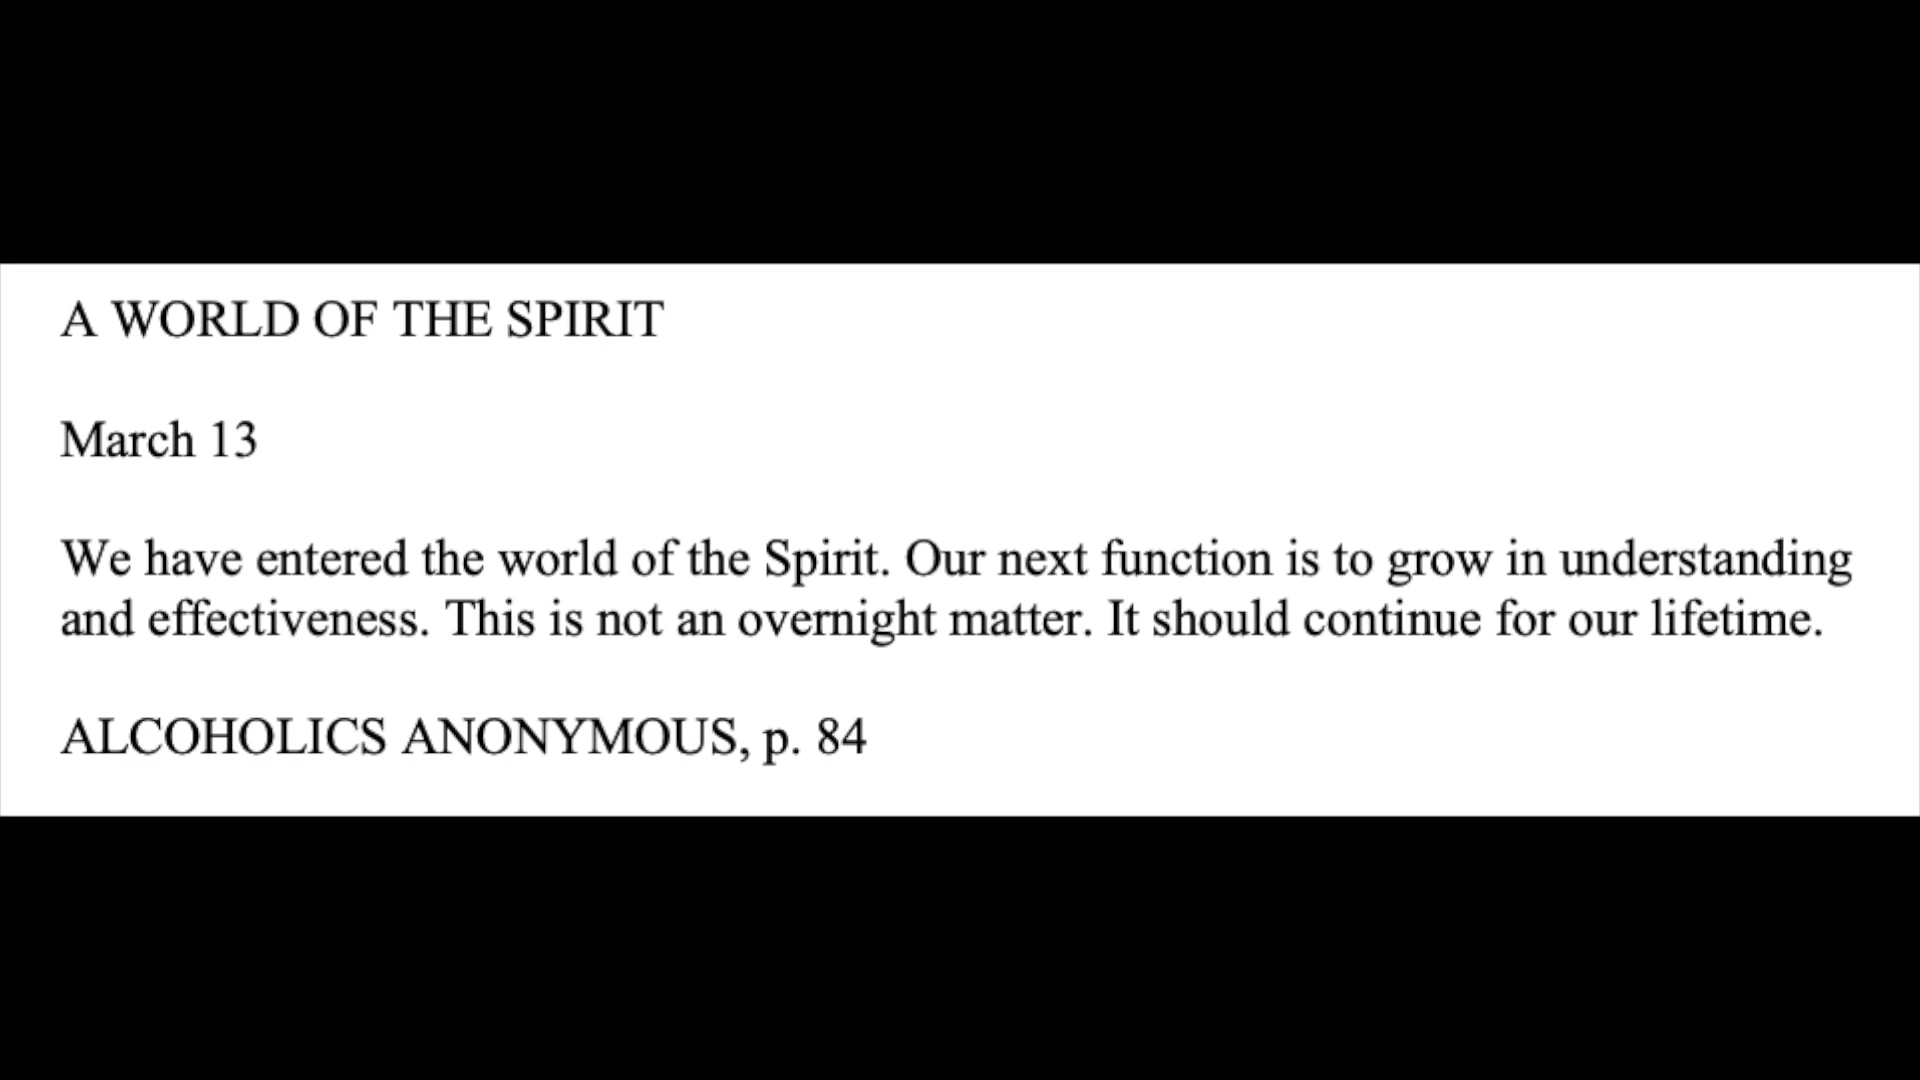 A WORLD OF THE SPIRIT
March 13
We have entered the world of the Spirit. Our next function is to grow in understanding
and effectiveness. This is not an overnight matter. It should continue for our lifetime.
ALCOHOLICS ANONYMOUS, p. 84